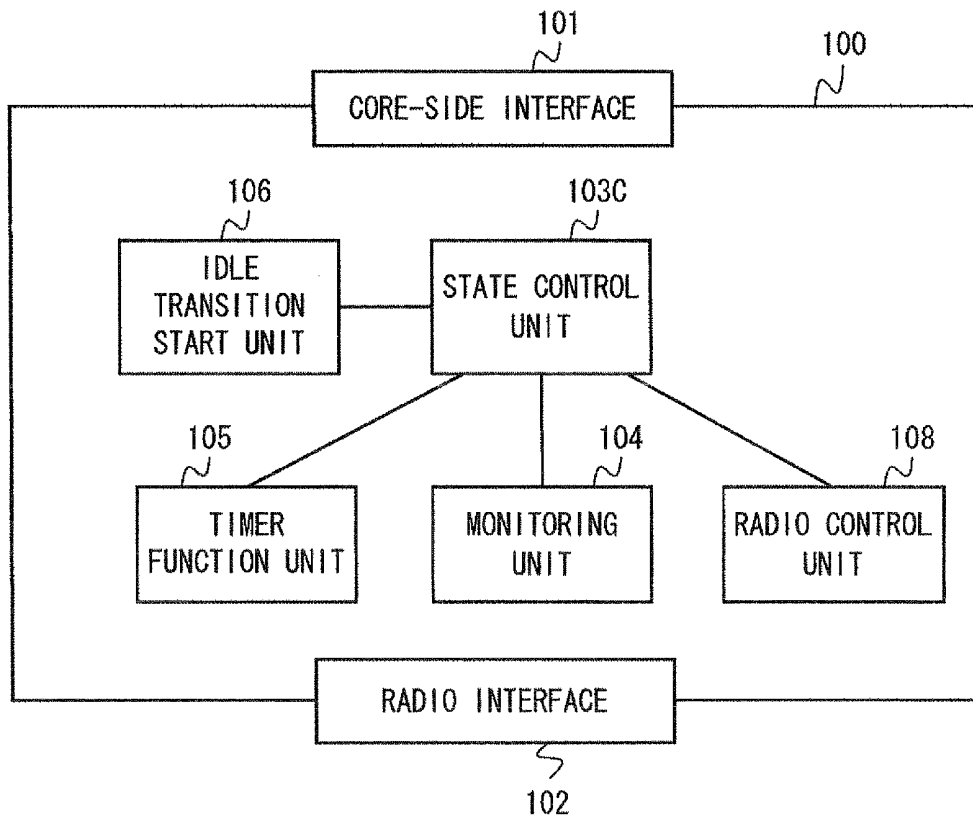 101
100
CORE-SIDE INTERFACE
106
103C
IDLE
TRANSITION
START UNIT
STATE CONTROL
UNIT
105
104
108
TIMER
FUNCTION UNIT
MONITORING
UNIT
RADIO CONTROL
UNIT
RADIO INTERFACE
102